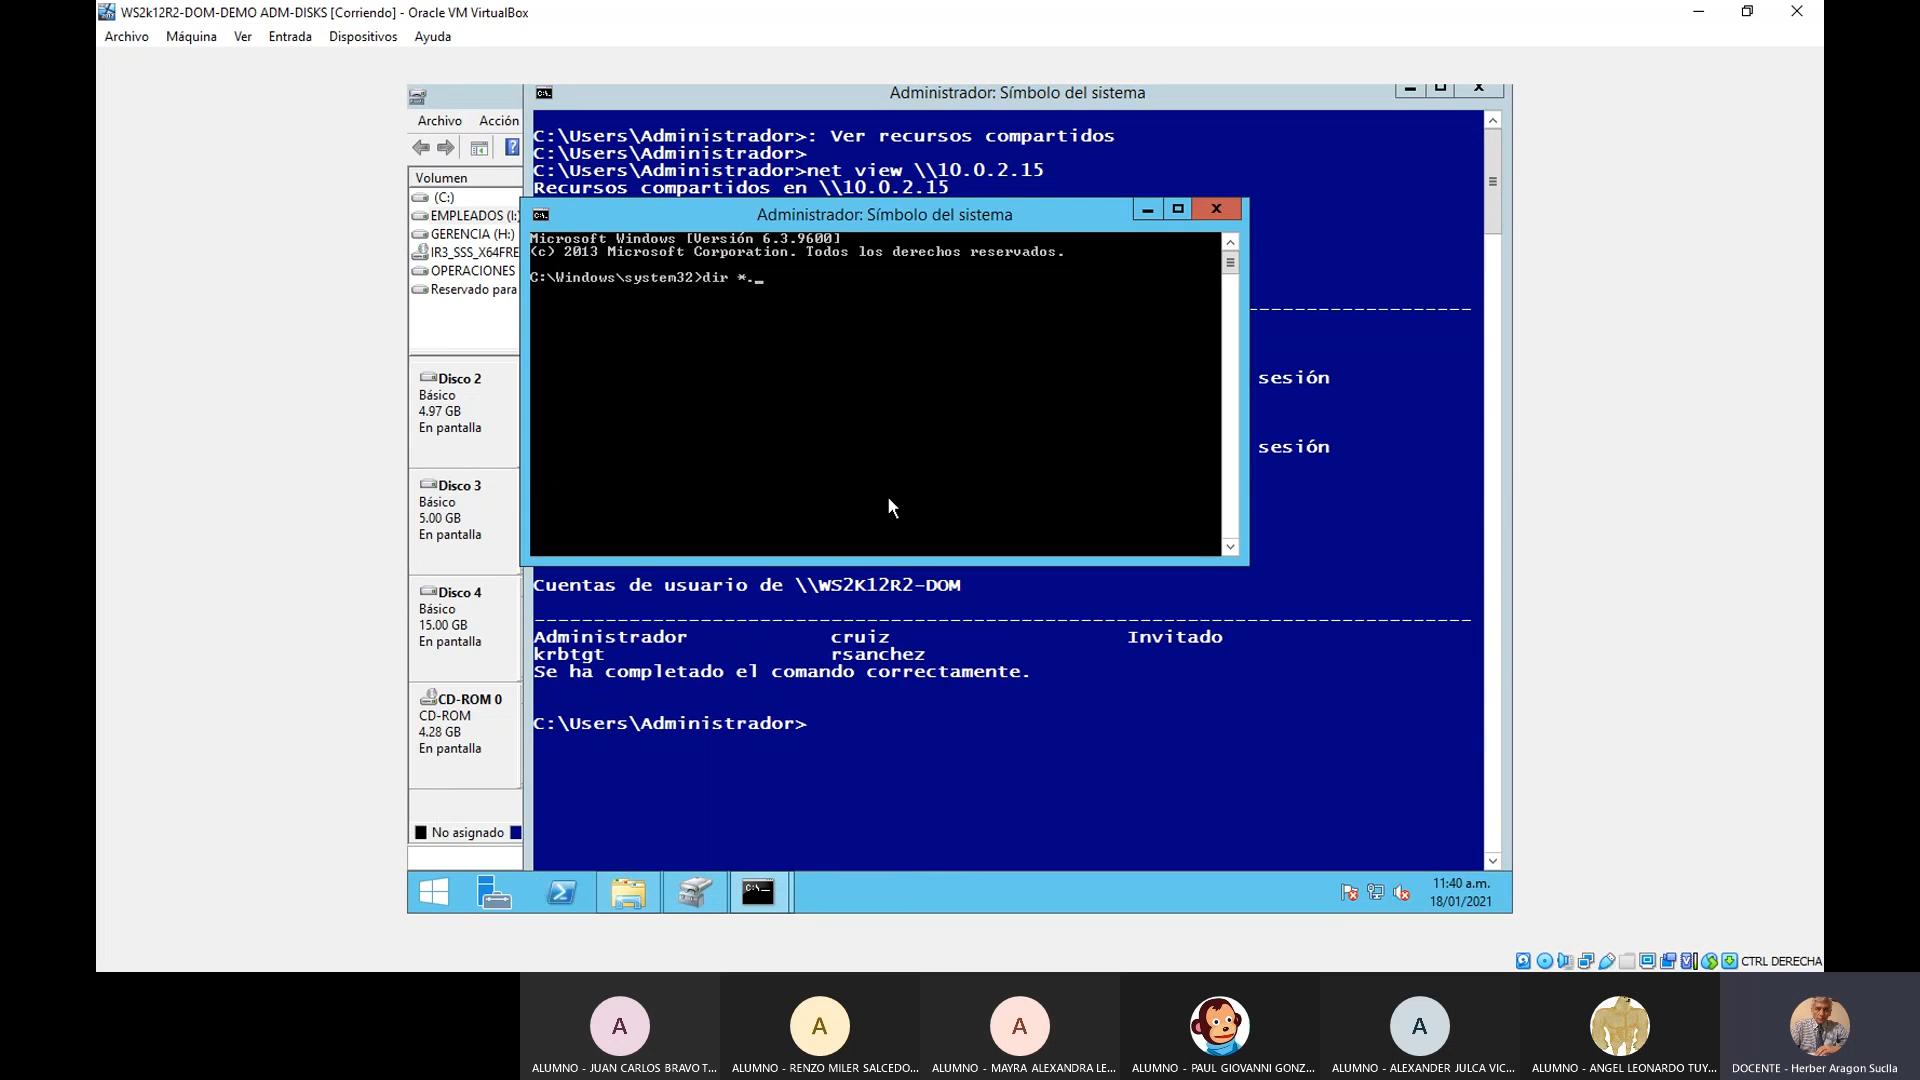 WS2k12R2-DOM-DEMO ADM-DISKS [Corriendo] - Oracle VM VirtualBox
Archivo Máquina Ver Entrada Dispositivos Ayuda
Administrador: Símbolo del sistema
Archivo Acción
C:\Users\Administrador>: Ver recursos compartidos
C:\Users\Administrador>
C:\Users\Administrador>net view \\10.0.2.15
Recursos compartidos en \\10.0.2.15
Volumen
(C:)
EMPLEADOS (I:
GERENCIA (H:)
IR3_SSS_X64FRE
OPERACIONES
Reservado para
Administrador: Símbolo del sistema
Microsoft Windows [Versión 6.3.9600]
(c) 2013 Microsoft Corporation. Todos los derechos reservados.
C:\Windows\system32>dir *._
sesión
sesión
Disco 2
Básico
4.97 GB
En pantalla
Disco 3
Básico
5.00 GB
En pantalla
Disco 4
Básico
15.00 GB
En pantalla
CD-ROM 0
CD-ROM
4.28 GB
En pantalla
No asignado
Cuentas de usuario de \\WS2K12R2-DOM
Administrador cruiz Invitado
krbtgt rsanchez
Se ha completado el comando correctamente.
C:\Users\Administrador>
11:40 a.m.
18/01/2021
CTRL DERECHA
A A A A
ALUMNO - JUAN CARLOS BRAVO T... ALUMNO - RENZO MILER SALCEDO... ALUMNO - MAYRA ALEXANDRA LE... ALUMNO - PAUL GIOVANNI GONZ... ALUMNO - ALEXANDER JULCA VIC... ALUMNO - ANGEL LEONARDO TUY... DOCENTE - Herber Aragon Suclla